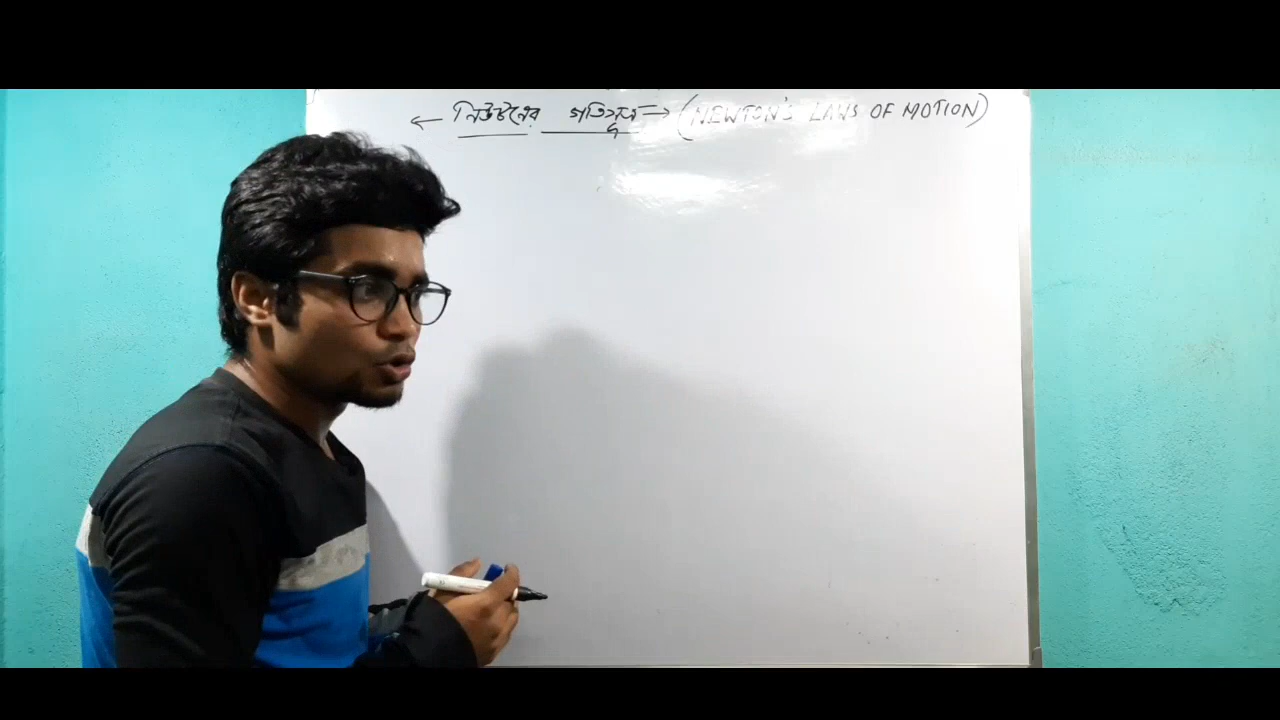 ← নিউটনের গতিসূত্র → (NEWTON'S LAWS OF MOTION)